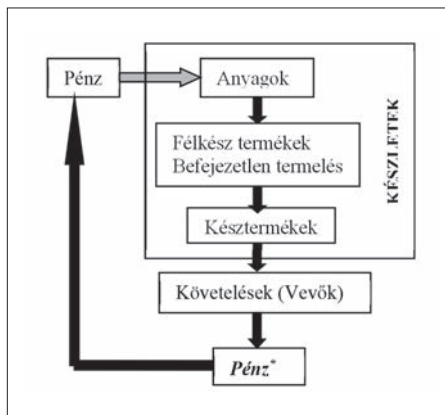 Pénz
Anyagok
Félkész termékek
Befejezetlen termelés
Késztermékek
KÉSZLETEK
Követelések (Vevők)
Pénz*